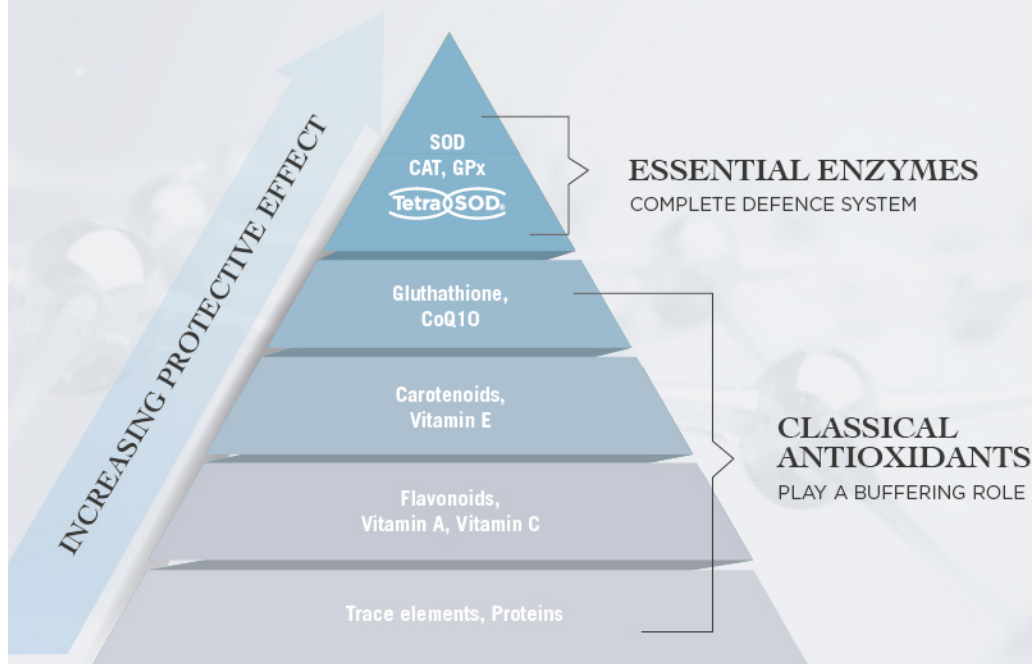 INCREASING PROTECTIVE EFFECT
SOD
CAT, GPx
TetraSOD®
ESSENTIAL ENZYMES
COMPLETE DEFENCE SYSTEM
Gluthathione,
CoQ10
Carotenoids,
Vitamin E
CLASSICAL
ANTIOXIDANTS
PLAY A BUFFERING ROLE
Flavonoids,
Vitamin A, Vitamin C
Trace elements, Proteins